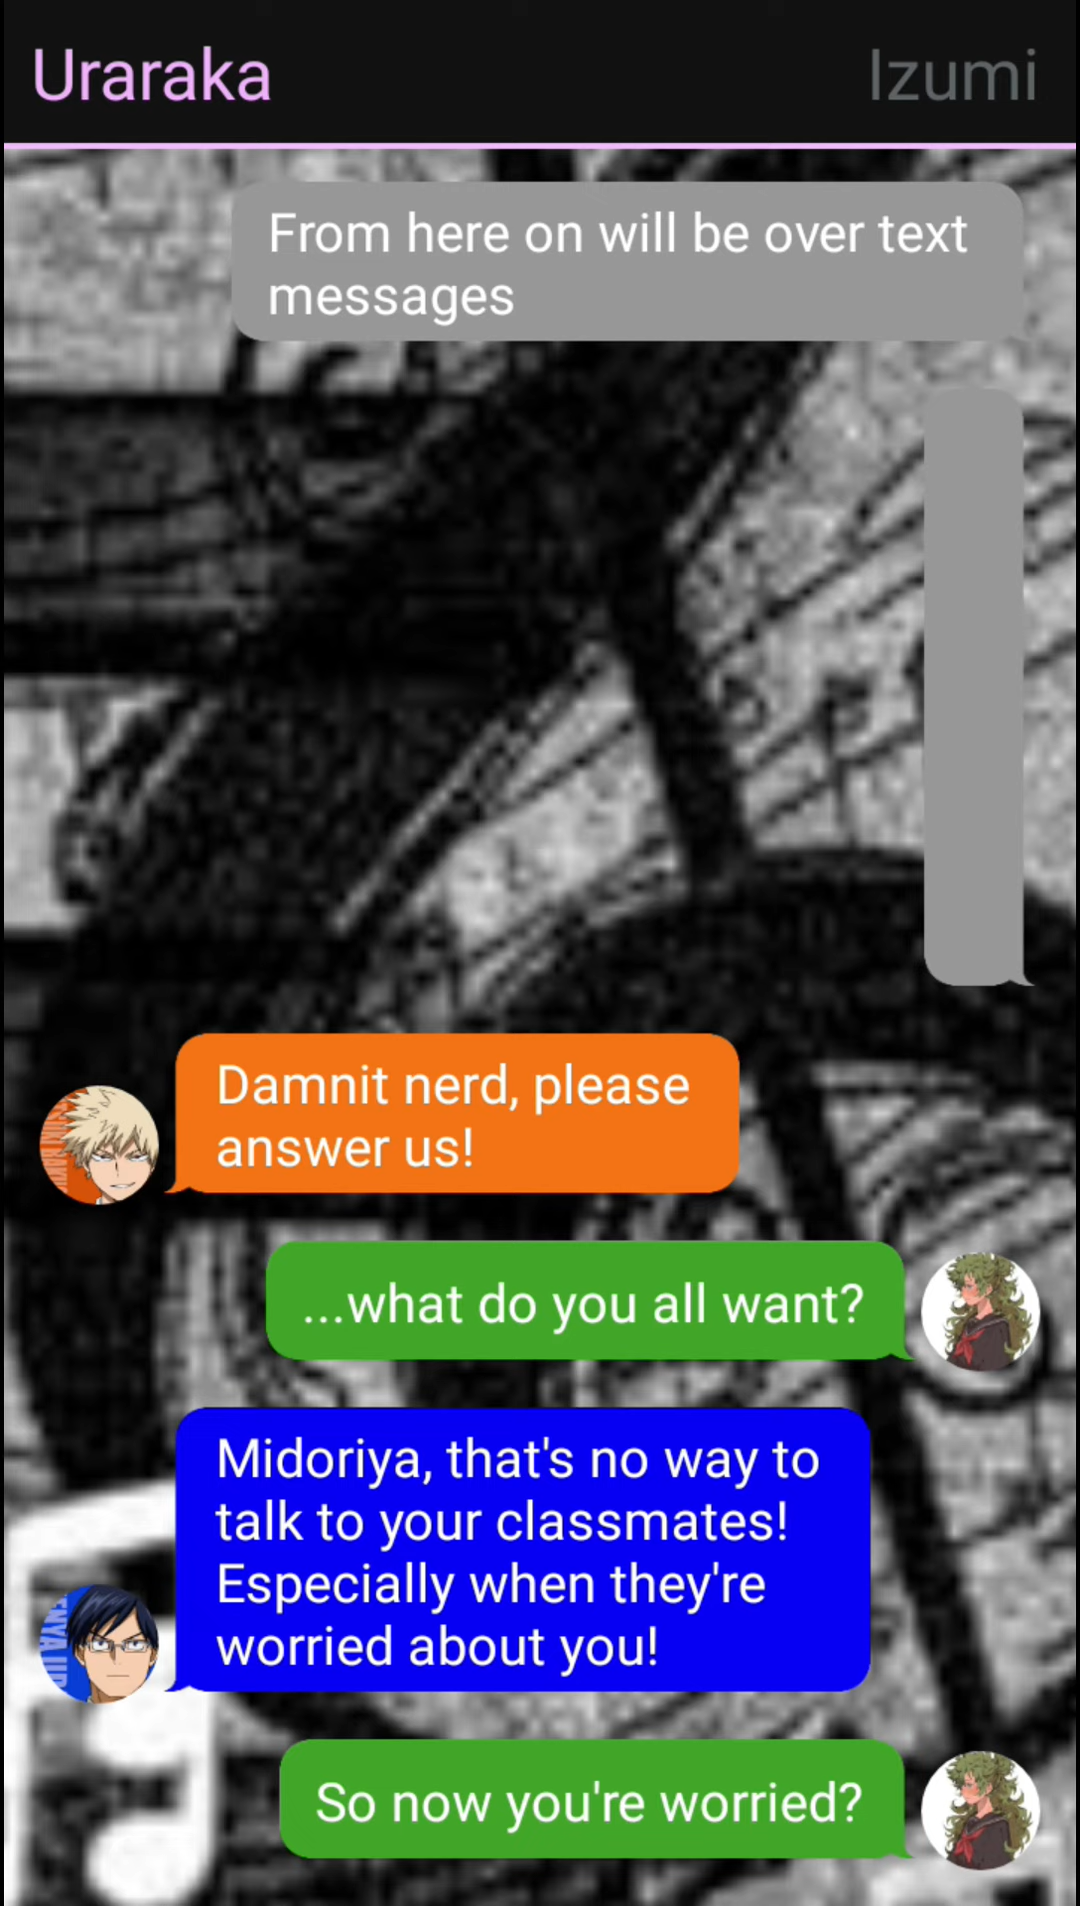 Uraraka
Izumi
From here on will be over text
messages
Damnit nerd, please
answer us!
...what do you all want?
Midoriya, that's no way to
talk to your classmates!
Especially when they're
worried about you!
So now you're worried?